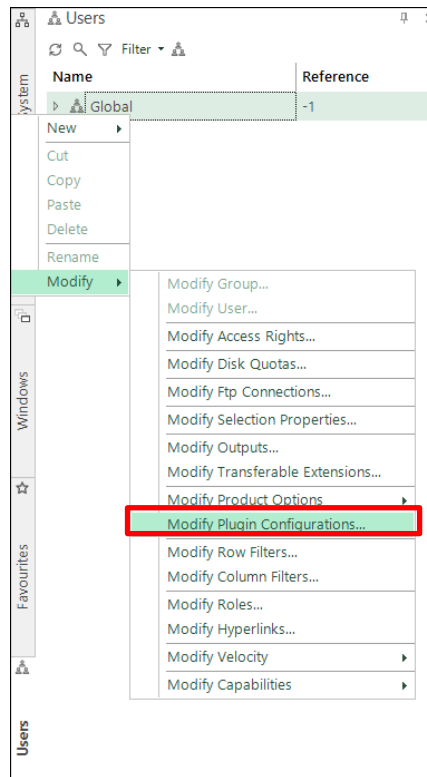 Users
Filter
Name Reference
Global -1
New
Cut
Copy
Paste
Delete
Rename
Modify
Modify Group...
Modify User...
Modify Access Rights...
Modify Disk Quotas...
Modify Ftp Connections...
Modify Selection Properties...
Modify Outputs...
Modify Transferable Extensions...
Modify Product Options
Modify Plugin Configurations...
Modify Row Filters...
Modify Column Filters...
Modify Roles...
Modify Hyperlinks...
Modify Velocity
Modify Capabilities
Windows
Favourites
Users